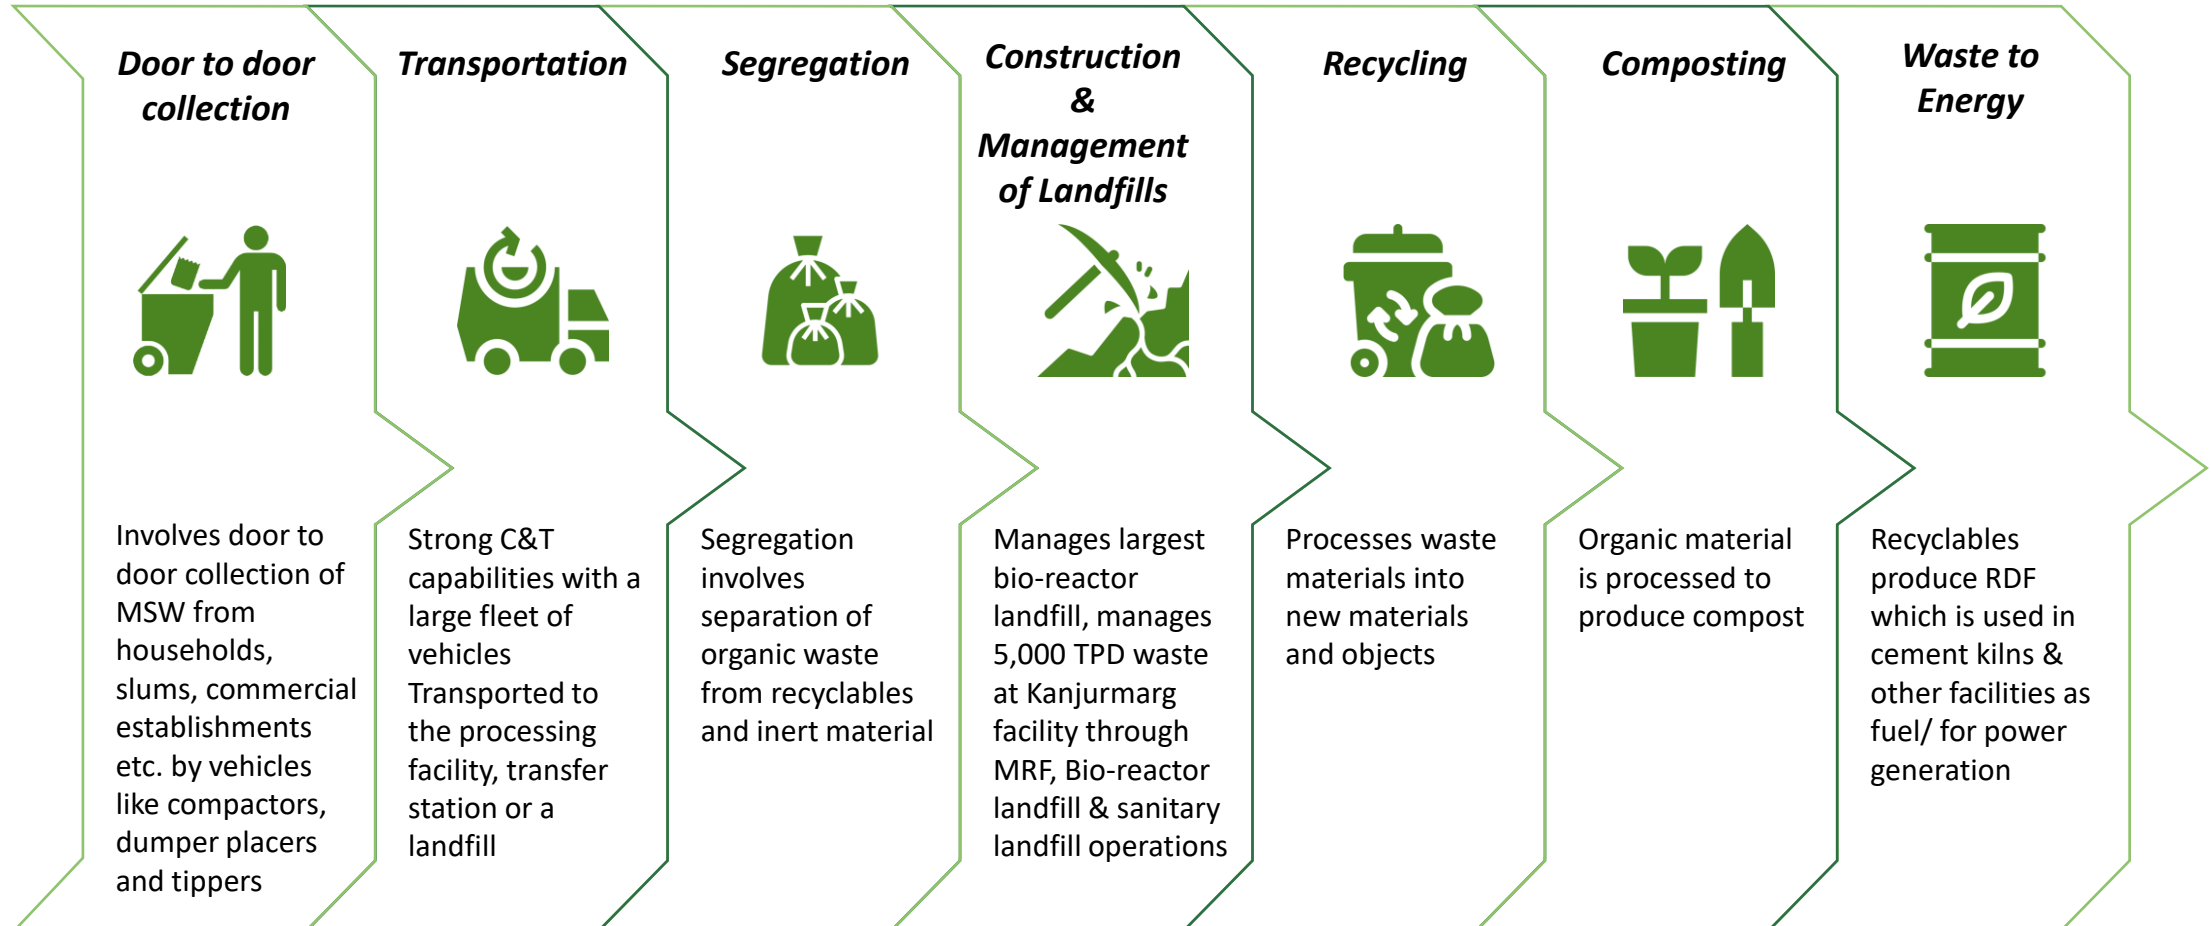 Door to door
collection
Involves door to
door collection of
MSW from
households,
slums, commercial
establishments
etc. by vehicles
like compactors,
dumper placers
and tippers
Transportation
Strong C&T
capabilities with a
large fleet of
vehicles
Transported to
the processing
facility, transfer
station or a
landfill
Segregation
Segregation
involves
separation of
organic waste
from recyclables
and inert material
Construction
&
Management
of Landfills
Manages largest
bio-reactor
landfill, manages
5,000 TPD waste
at Kanjurmarg
facility through
MRF, Bio-reactor
landfill & sanitary
landfill operations
Recycling
Processes waste
materials into
new materials
and objects
Composting
Organic material
is processed to
produce compost
Waste to
Energy
Recyclables
produce RDF
which is used in
cement kilns &
other facilities as
fuel/ for power
generation